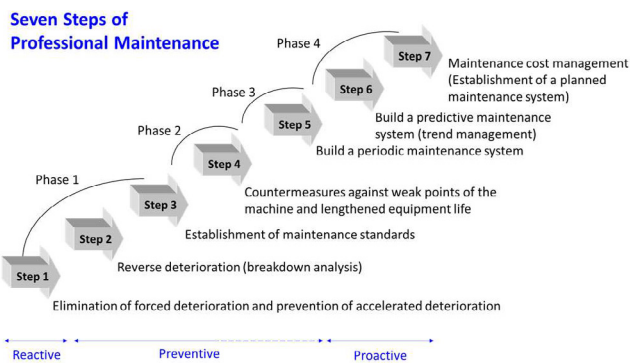 Seven Steps of
Professional Maintenance
Phase 4
Step 7
Maintenance cost management
(Establishment of a planned
maintenance system)
Phase 3
Step 6
Build a predictive maintenance
system (trend management)
Phase 2
Step 5
Build a periodic maintenance system
Step 4
Countermeasures against weak points of the
machine and lengthened equipment life
Phase 1
Step 3
Establishment of maintenance standards
Step 2
Reverse deterioration (breakdown analysis)
Step 1
Elimination of forced deterioration and prevention of accelerated deterioration
Reactive
Preventive
Proactive